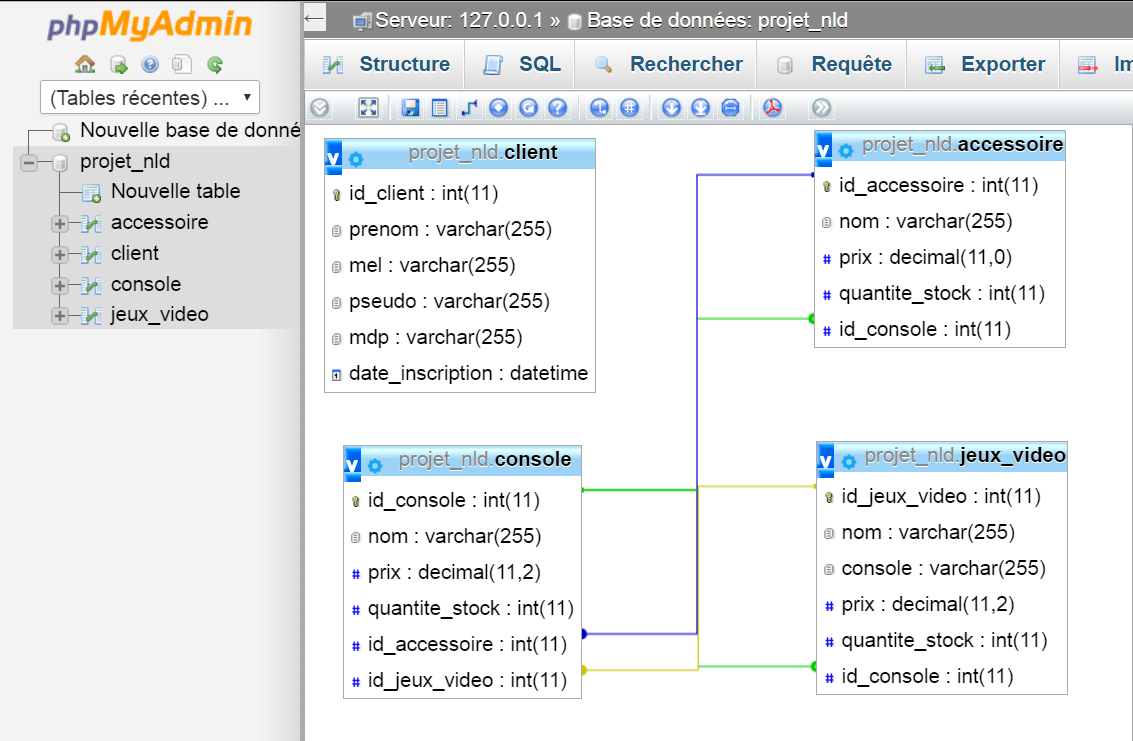 phpMyAdmin
(Tables récentes) ...
Nouvelle base de donné
projet_nld
Nouvelle table
accessoire
client
console
jeux_video
Serveur: 127.0.0.1 » Base de données: projet_nld
Structure SQL Rechercher Requête Exporter Im
projet_nld.client
id_client : int(11)
prenom : varchar(255)
mel : varchar(255)
pseudo : varchar(255)
mdp : varchar(255)
date_inscription : datetime
projet_nld.accessoire
id_accessoire : int(11)
nom : varchar(255)
prix : decimal(11,0)
quantite_stock : int(11)
id_console : int(11)
projet_nld.console
id_console : int(11)
nom : varchar(255)
prix : decimal(11,2)
quantite_stock : int(11)
id_accessoire : int(11)
id_jeux_video : int(11)
projet_nld.jeux_video
id_jeux_video : int(11)
nom : varchar(255)
console : varchar(255)
prix : decimal(11,2)
quantite_stock : int(11)
id_console : int(11)